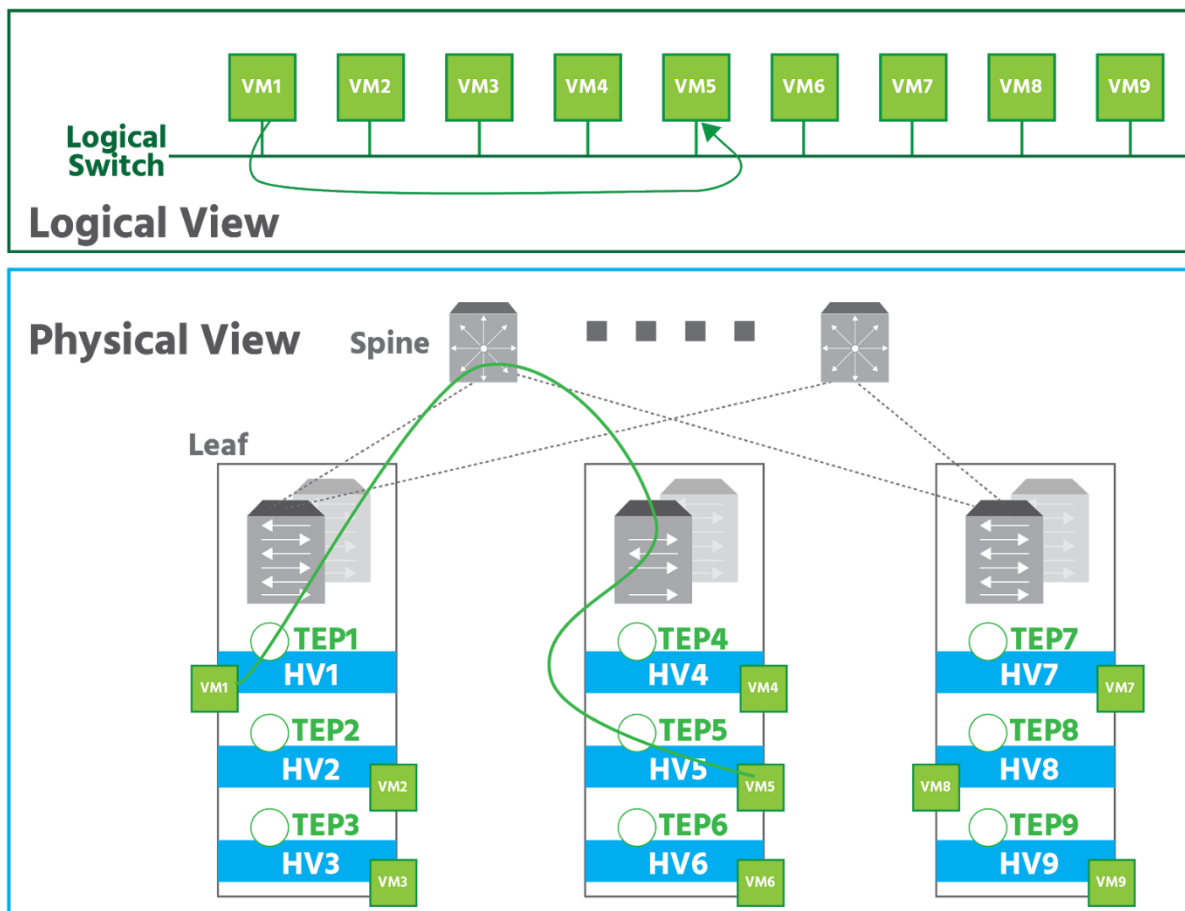 VM1 VM2 VM3 VM4 VM5 VM6 VM7 VM8 VM9
Logical
Switch
Logical View
Physical View
Spine
Leaf
TEP1
HV1
VM1
TEP2
HV2
VM2
TEP3
HV3
VM3
TEP4
HV4
VM4
TEP5
HV5
VM5
TEP6
HV6
VM6
TEP7
HV7
VM7
TEP8
HV8
VM8
TEP9
HV9
VM9